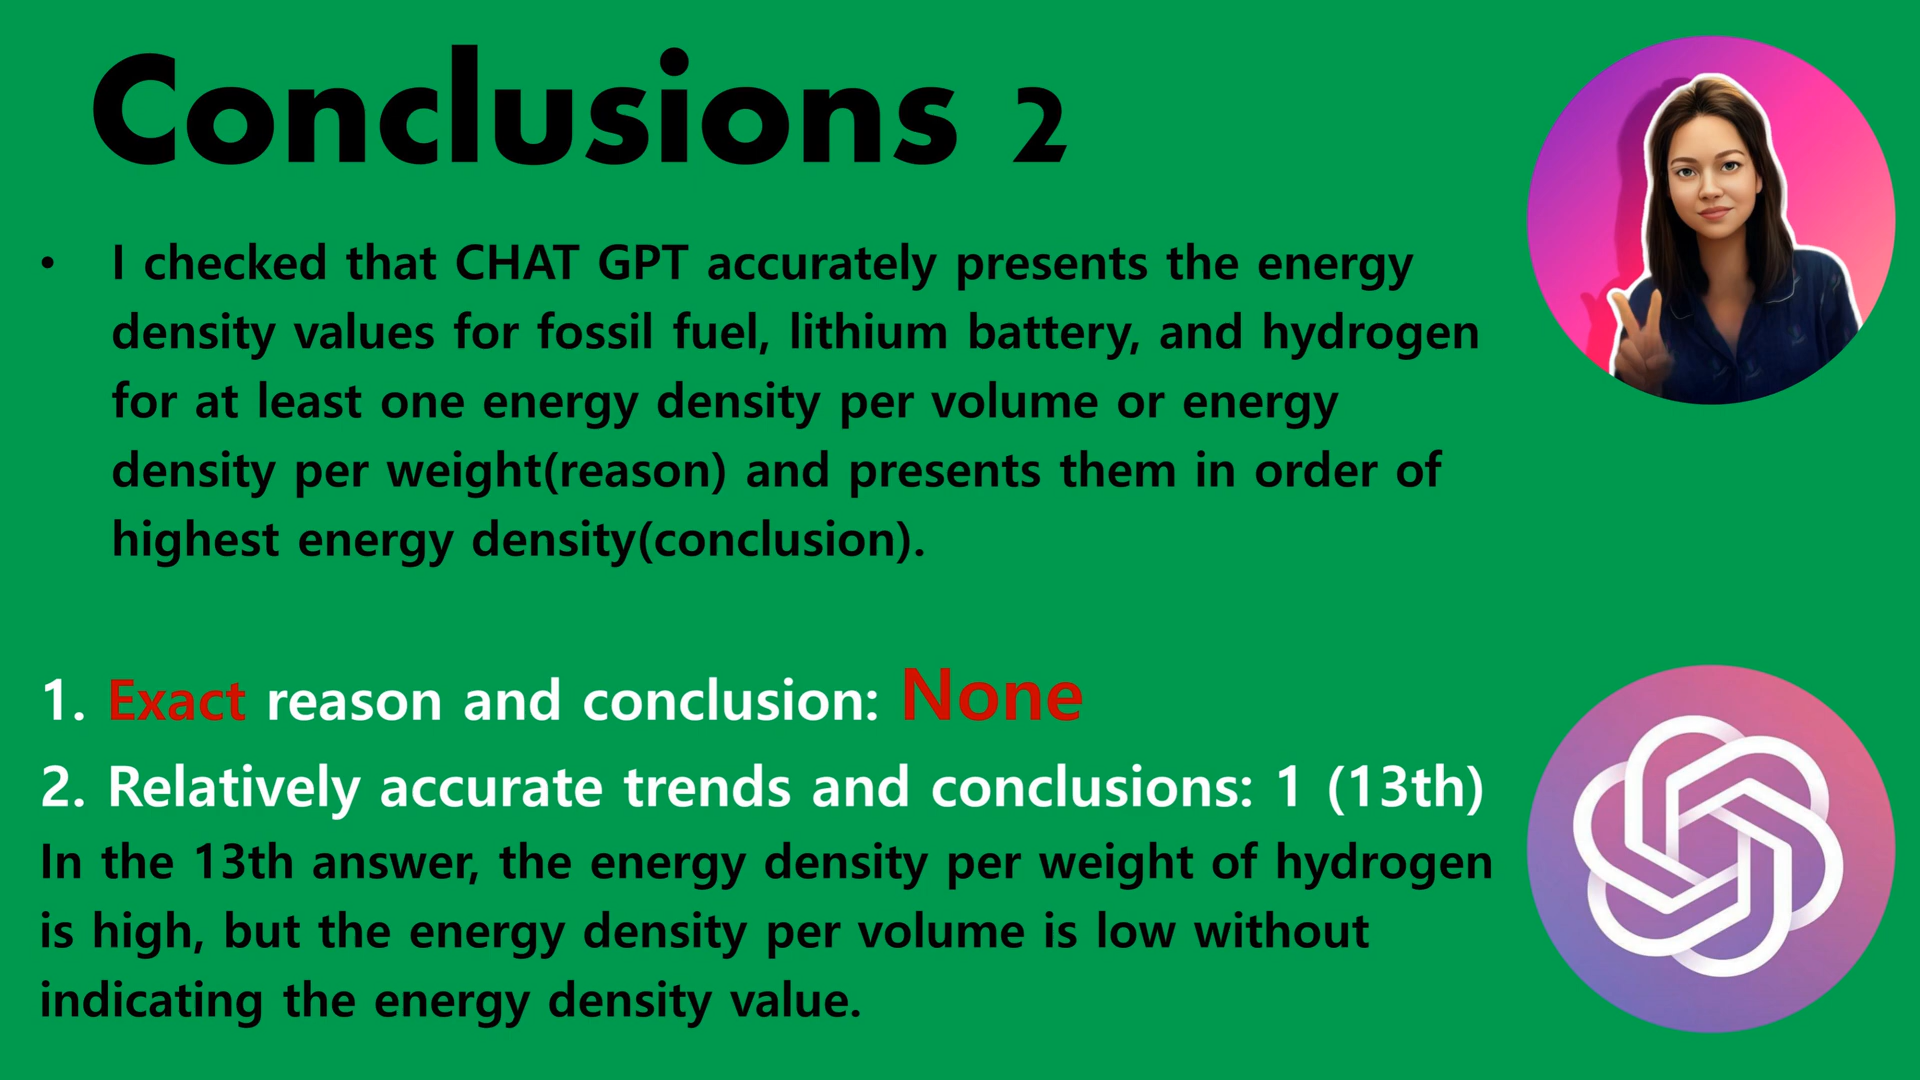 Conclusions 2
• I checked that CHAT GPT accurately presents the energy
density values for fossil fuel, lithium battery, and hydrogen
for at least one energy density per volume or energy
density per weight(reason) and presents them in order of
highest energy density(conclusion).
1. Exact reason and conclusion: None
2. Relatively accurate trends and conclusions: 1 (13th)
In the 13th answer, the energy density per weight of hydrogen
is high, but the energy density per volume is low without
indicating the energy density value.